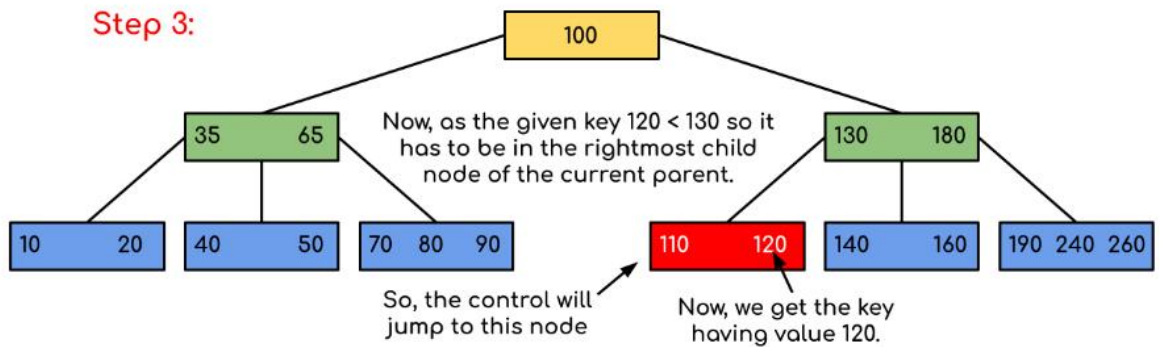 Step 3:
100
Now, as the given key 120 < 130 so it
has to be in the rightmost child
node of the current parent.
35 65
130 180
10 20
40 50
70 80 90
110 120
140 160
190 240 260
So, the control will
jump to this node
Now, we get the key
having value 120.